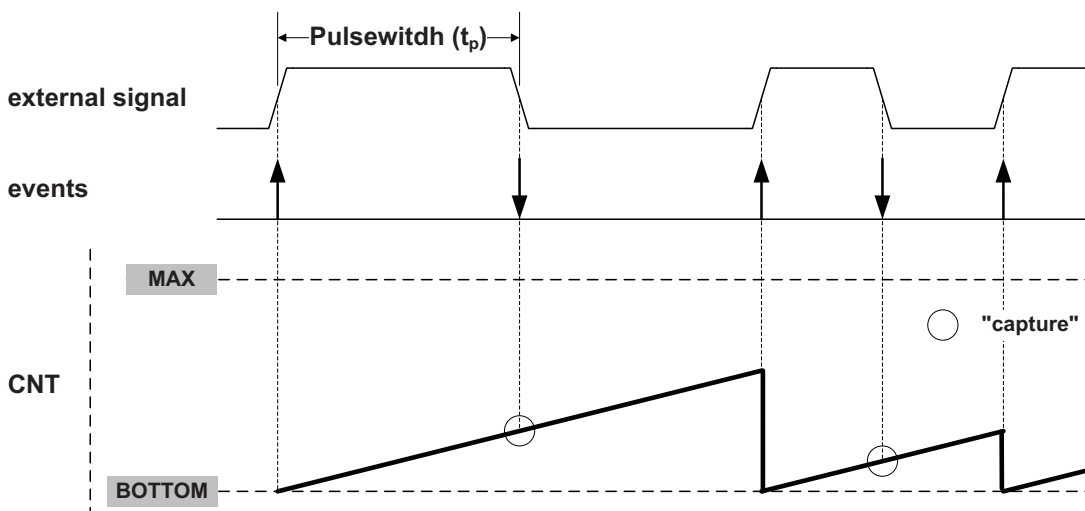 Pulsewitdh (tp)
external signal
events
MAX
"capture"
CNT
BOTTOM